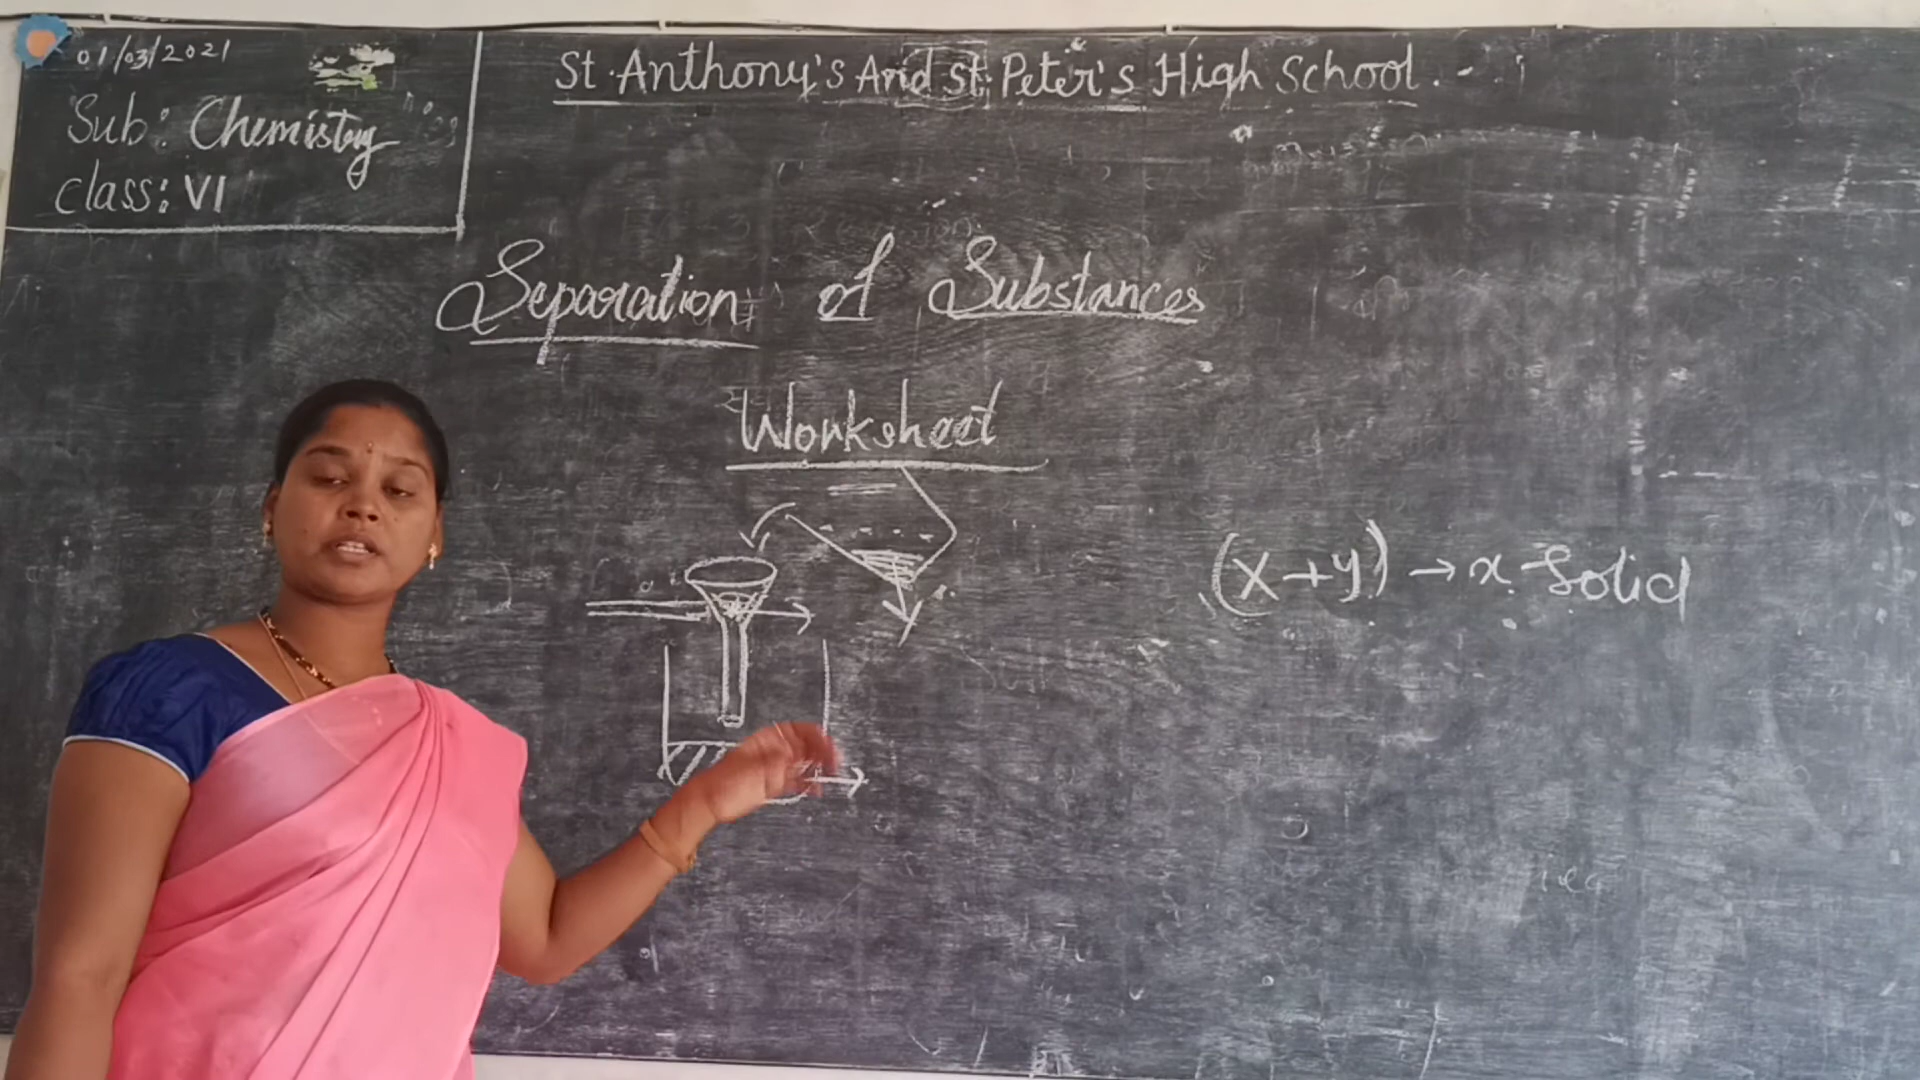 01/03/2021
Sub: Chemistry
class: VI
St. Anthony's And St. Peter's High School.
Separation of Substances
Worksheet
(x+y) → x - Solid